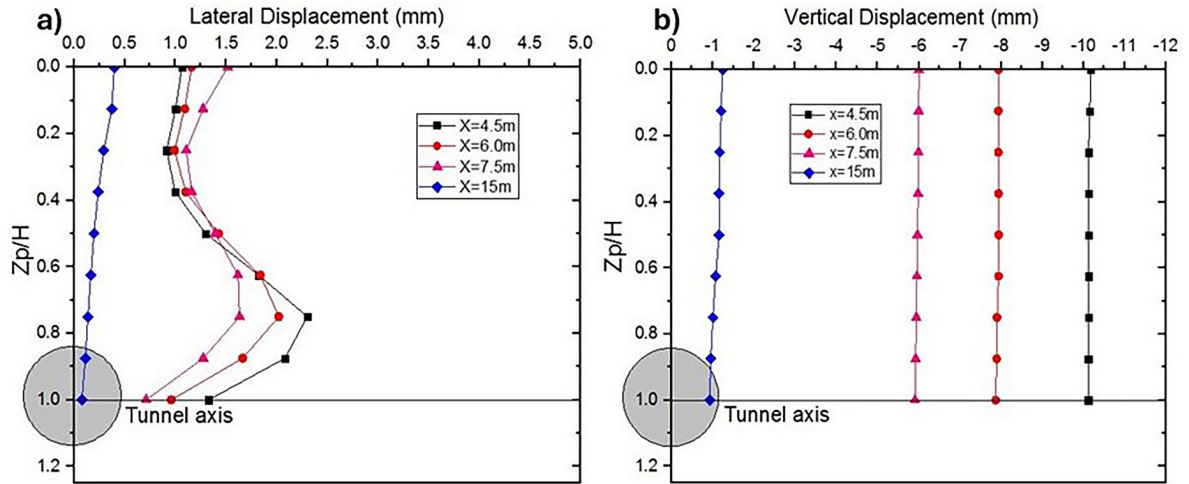 a)
Lateral Displacement (mm)
0.0 0.5 1.0 1.5 2.0 2.5 3.0 3.5 4.0 4.5 5.0
0.0
0.2
0.4
0.6
0.8
1.0
1.2
Zp/H
X=4.5m
X=6.0m
X=7.5m
X=15m
Tunnel axis
b)
Vertical Displacement (mm)
0 -1 -2 -3 -4 -5 -6 -7 -8 -9 -10 -11 -12
0.0
0.2
0.4
0.6
0.8
1.0
1.2
Zp/H
x=4.5m
x=6.0m
x=7.5m
x=15m
Tunnel axis